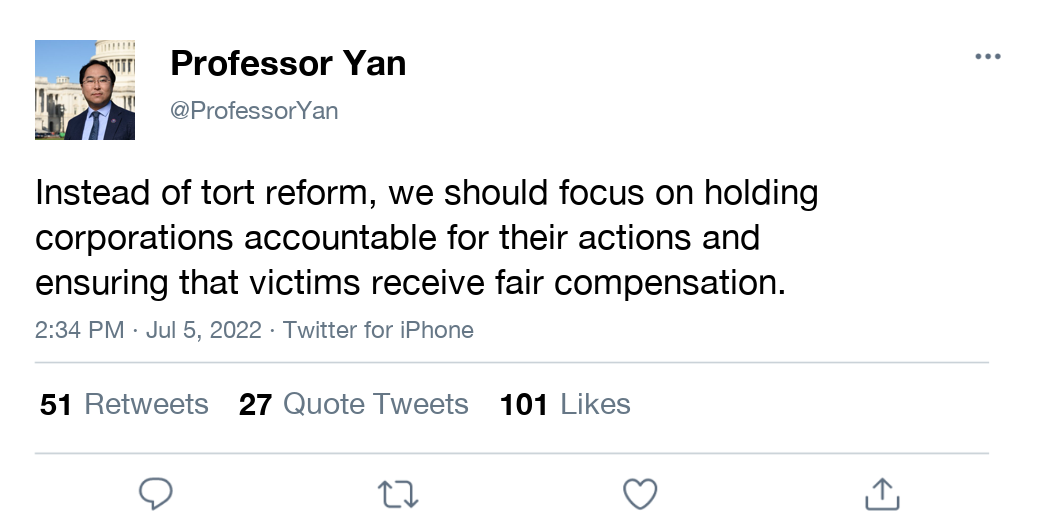 Professor Yan
@ProfessorYan
Instead of tort reform, we should focus on holding
corporations accountable for their actions and
ensuring that victims receive fair compensation.
2:34 PM · Jul 5, 2022 · Twitter for iPhone
51 Retweets 27 Quote Tweets 101 Likes